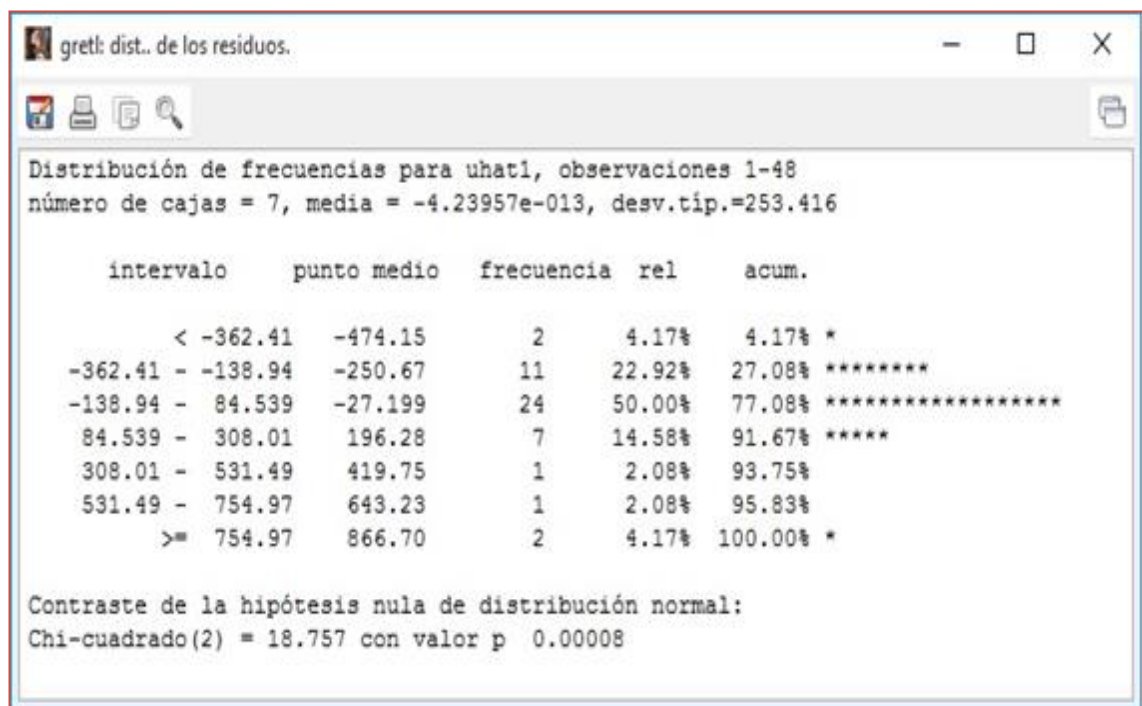 gretl: dist.. de los residuos.
Distribución de frecuencias para uhat1, observaciones 1-48
número de cajas = 7, media = -4.23957e-013, desv.típ.=253.416
intervalo punto medio frecuencia rel acum.
< -362.41 -474.15 2 4.17% 4.17% *
-362.41 - -138.94 -250.67 11 22.92% 27.08% ********
-138.94 - 84.539 -27.199 24 50.00% 77.08% ******************
84.539 - 308.01 196.28 7 14.58% 91.67% *****
308.01 - 531.49 419.75 1 2.08% 93.75%
531.49 - 754.97 643.23 1 2.08% 95.83%
>= 754.97 866.70 2 4.17% 100.00% *
Contraste de la hipótesis nula de distribución normal:
Chi-cuadrado(2) = 18.757 con valor p 0.00008